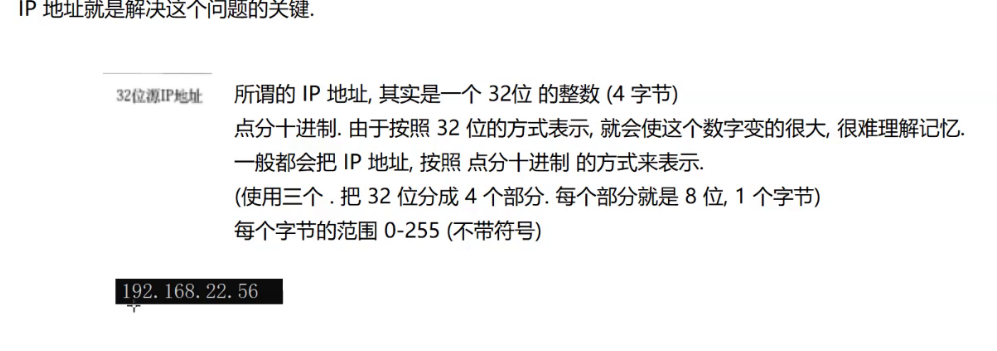 IP 地址就是解决这个问题的关键.
32位源IP地址
所谓的 IP 地址, 其实是一个 32位 的整数 (4 字节)
点分十进制. 由于按照 32 位的方式表示, 就会使这个数字变的很大, 很难理解记忆.
一般都会把 IP 地址, 按照 点分十进制 的方式来表示.
(使用三个 . 把 32 位分成 4 个部分. 每个部分就是 8 位, 1 个字节)
每个字节的范围 0-255 (不带符号)
192.168.22.56